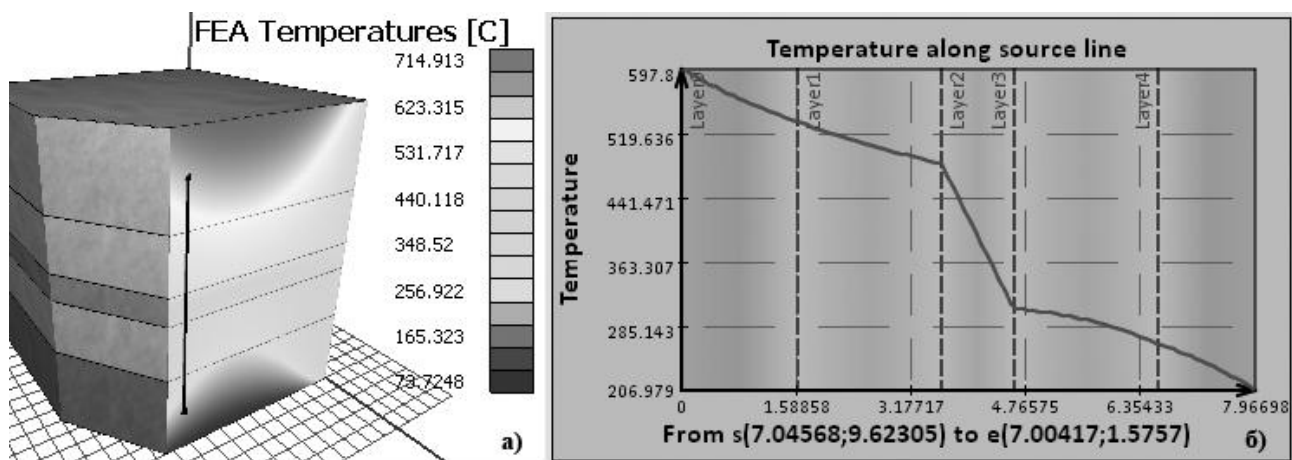 FEA Temperatures [C]
714.913
623.315
531.717
440.118
348.52
256.922
165.323
73.7248
а)
Temperature along source line
Temperature
597.8
519.636
441.471
363.307
285.143
206.979
Layer1
Layer2
Layer3
Layer4
0
1.58858
3.17717
4.76575
6.35433
7.96698
From s(7.04568;9.62305) to e(7.00417;1.5757)
б)